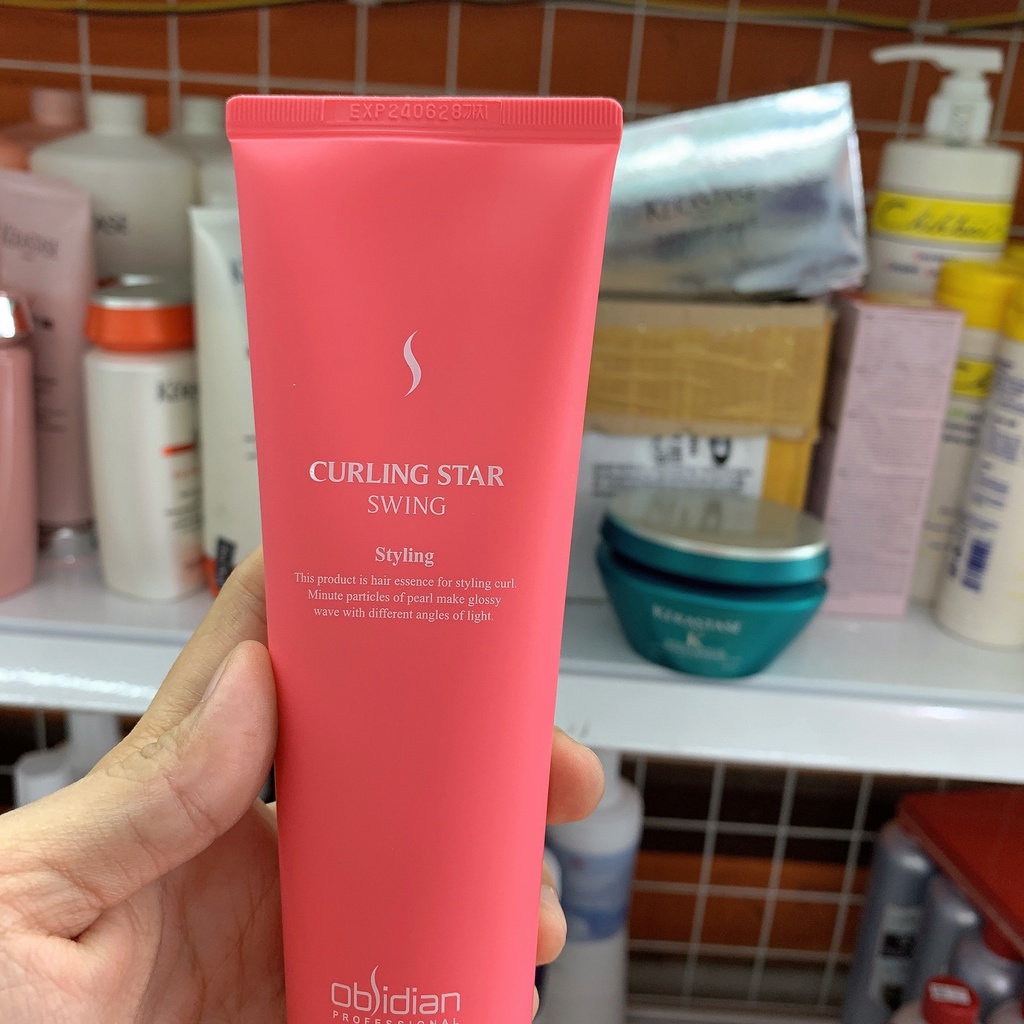 EXP240628까지
CURLING STAR
SWING
Styling
This product is hair essence for styling curl.
Minute particles of pearl make glossy
wave with different angles of light.
obsidian
PROFESSIONAL
KÉRASTASE
K